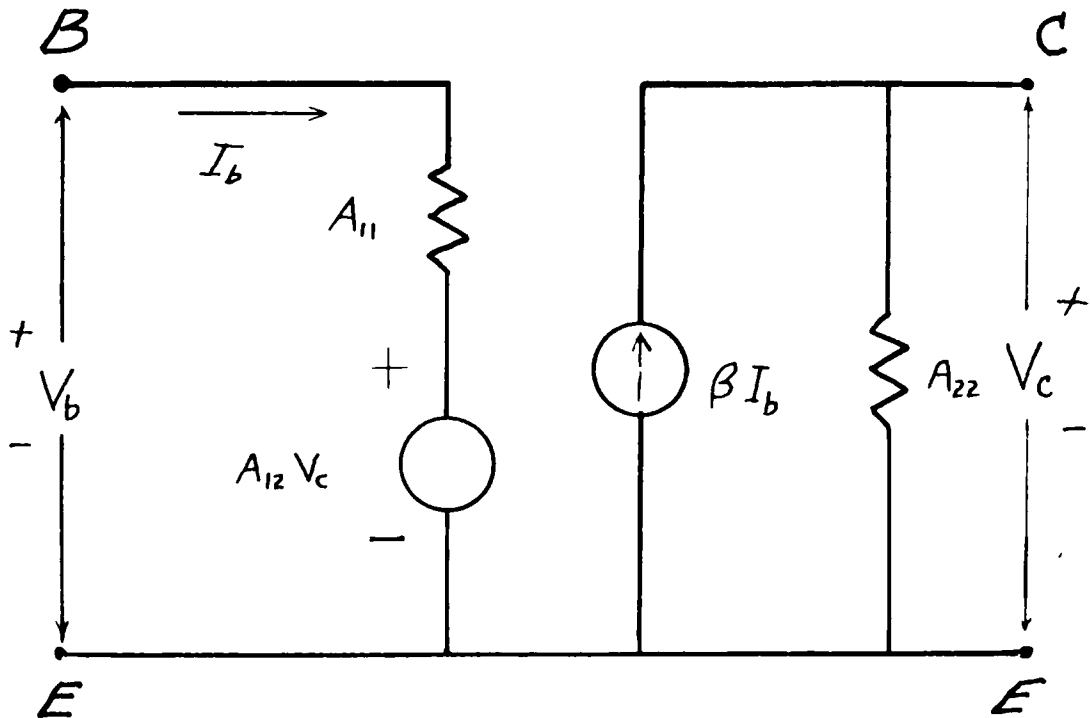 B C
I_b
A_11
+ +
+
V_b β I_b A_22 V_c
- -
A_12 V_c
-
E E